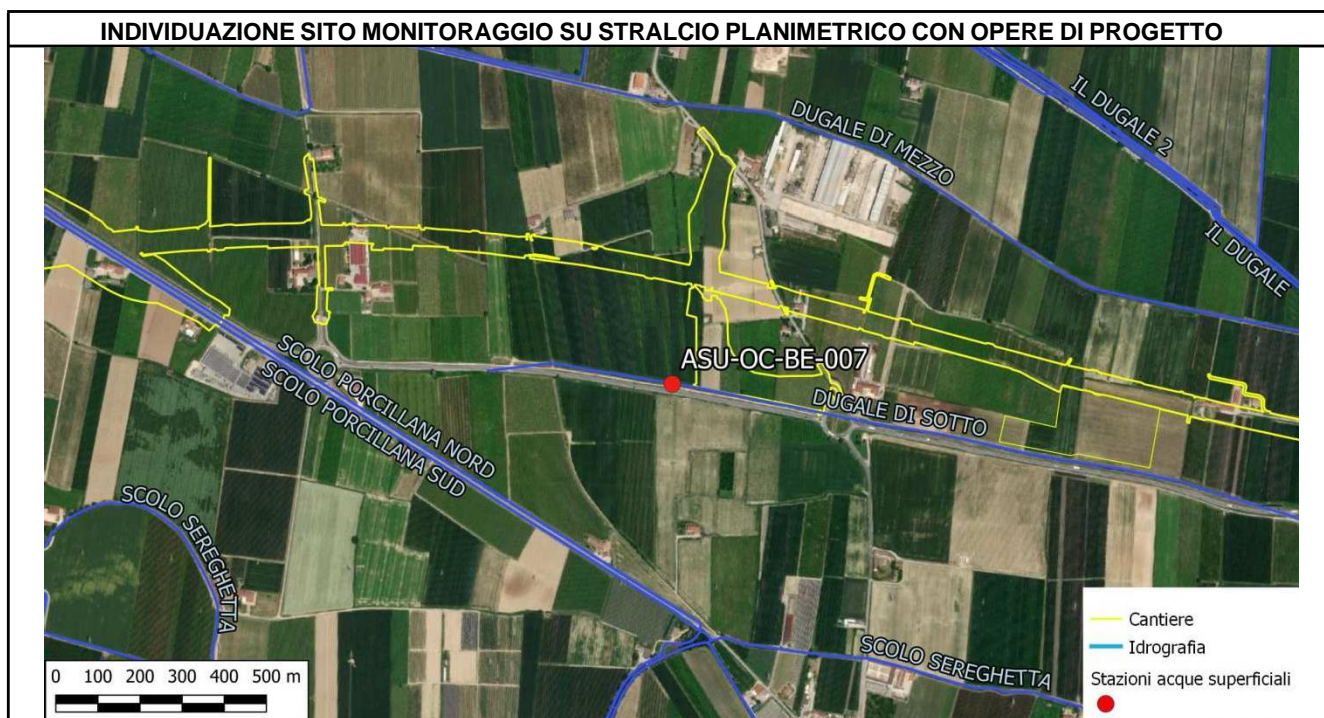 INDIVIDUAZIONE SITO MONITORAGGIO SU STRALCIO PLANIMETRICO CON OPERE DI PROGETTO
IL DUGALE 2
DUGALE DI MEZZO
IL DUGALE
SCOLO PORCILLANA NORD
SCOLO PORCILLANA SUD
ASU-OC-BE-007
DUGALE DI SOTTO
SCOLO SEREGHETTA
SCOLO SEREGHETTA
0 100 200 300 400 500 m
Cantiere
Idrografia
Stazioni acque superficiali